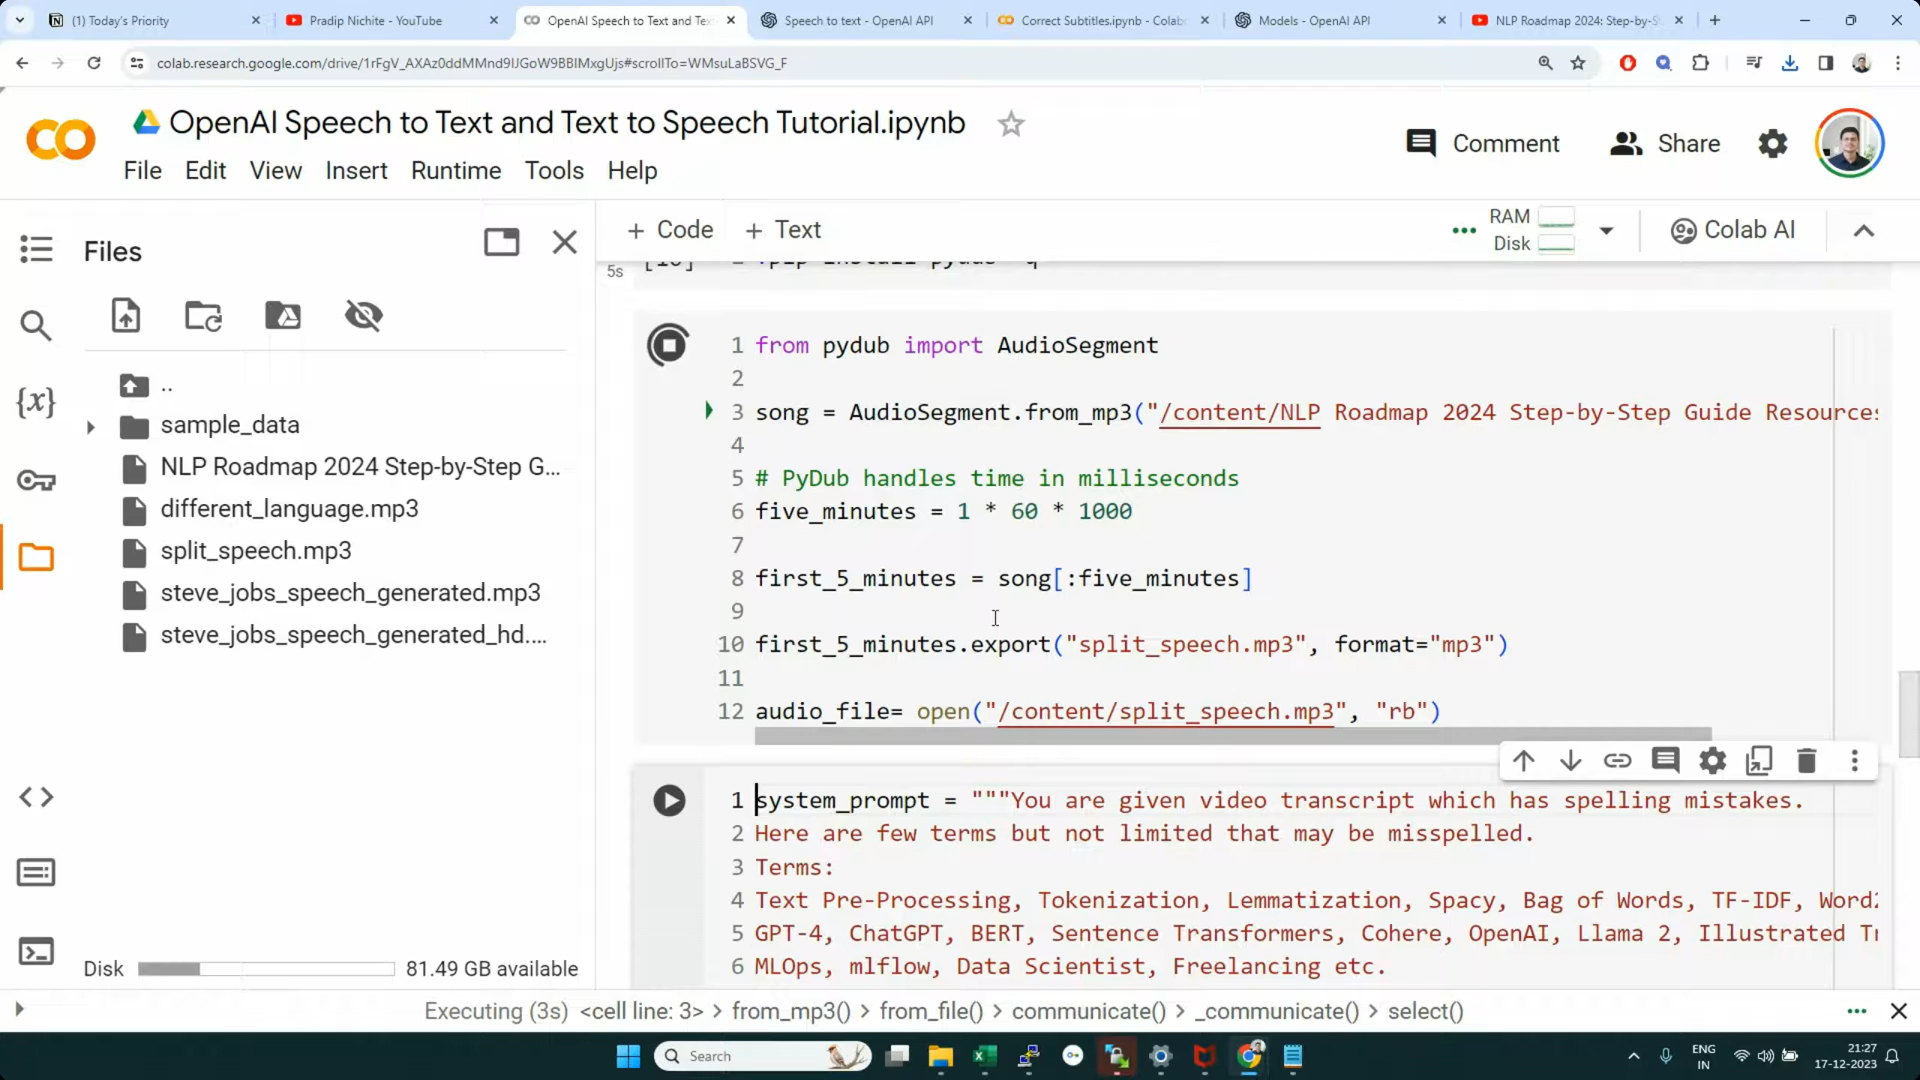 (1) Today's Priority
Pradip Nichite - YouTube
OpenAI Speech to Text and Text
Speech to text - OpenAI API
Correct Subtitles.ipynb - Colab
Models - OpenAI API
NLP Roadmap 2024: Step-by-S
colab.research.google.com/drive/1rFgV_AXAz0ddMMnd9IJGoW9BBIMxgUjs#scrollTo=WMsuLaBSVG_F
OpenAI Speech to Text and Text to Speech Tutorial.ipynb
Comment
Share
File Edit View Insert Runtime Tools Help
Files
+ Code + Text
RAM
Disk
Colab AI
5s
..
sample_data
NLP Roadmap 2024 Step-by-Step G...
different_language.mp3
split_speech.mp3
steve_jobs_speech_generated.mp3
steve_jobs_speech_generated_hd....
{x}
Disk 81.49 GB available
1 from pydub import AudioSegment
2
3 song = AudioSegment.from_mp3("/content/NLP Roadmap 2024 Step-by-Step Guide Resources
4
5 # PyDub handles time in milliseconds
6 five_minutes = 1 * 60 * 1000
7
8 first_5_minutes = song[:five_minutes]
9
10 first_5_minutes.export("split_speech.mp3", format="mp3")
11
12 audio_file= open("/content/split_speech.mp3", "rb")
1 system_prompt = """You are given video transcript which has spelling mistakes.
2 Here are few terms but not limited that may be misspelled.
3 Terms:
4 Text Pre-Processing, Tokenization, Lemmatization, Spacy, Bag of Words, TF-IDF, Word2
5 GPT-4, ChatGPT, BERT, Sentence Transformers, Cohere, OpenAI, Llama 2, Illustrated Tr
6 MLOps, mlflow, Data Scientist, Freelancing etc.
Executing (3s) <cell line: 3> > from_mp3() > from_file() > communicate() > _communicate() > select()
Search
ENG
IN
21:27
17-12-2023